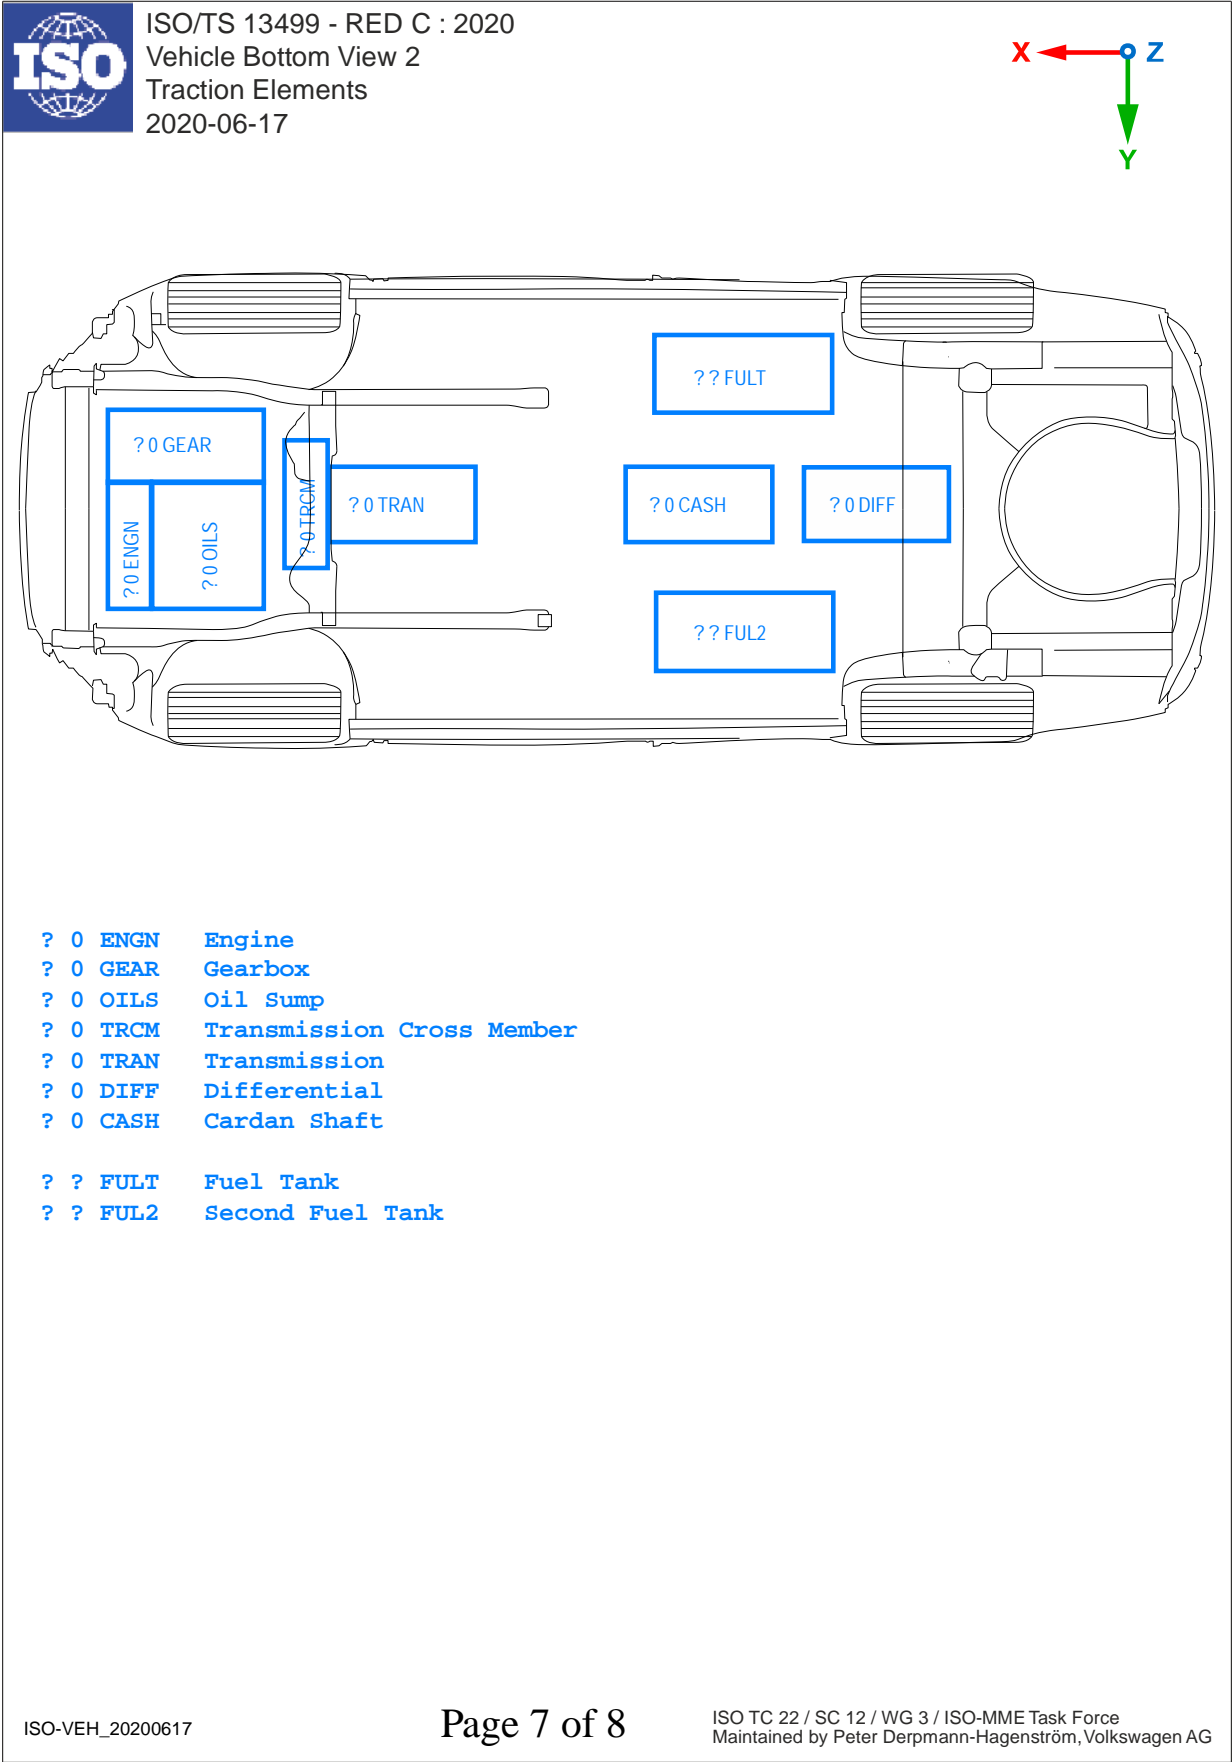 ISO
ISO/TS 13499 - RED C : 2020
Vehicle Bottom View 2
Traction Elements
2020-06-17
X
Z
Y
? ? FULT
? 0 GEAR
? 0 TRCM
? 0 TRAN
? 0 CASH
? 0 DIFF
? 0 ENGN
? 0 OILS
? ? FUL2
? 0 ENGN Engine
? 0 GEAR Gearbox
? 0 OILS Oil Sump
? 0 TRCM Transmission Cross Member
? 0 TRAN Transmission
? 0 DIFF Differential
? 0 CASH Cardan Shaft
? ? FULT Fuel Tank
? ? FUL2 Second Fuel Tank
ISO-VEH_20200617
Page 7 of 8
ISO TC 22 / SC 12 / WG 3 / ISO-MME Task Force
Maintained by Peter Derpmann-Hagenström, Volkswagen AG